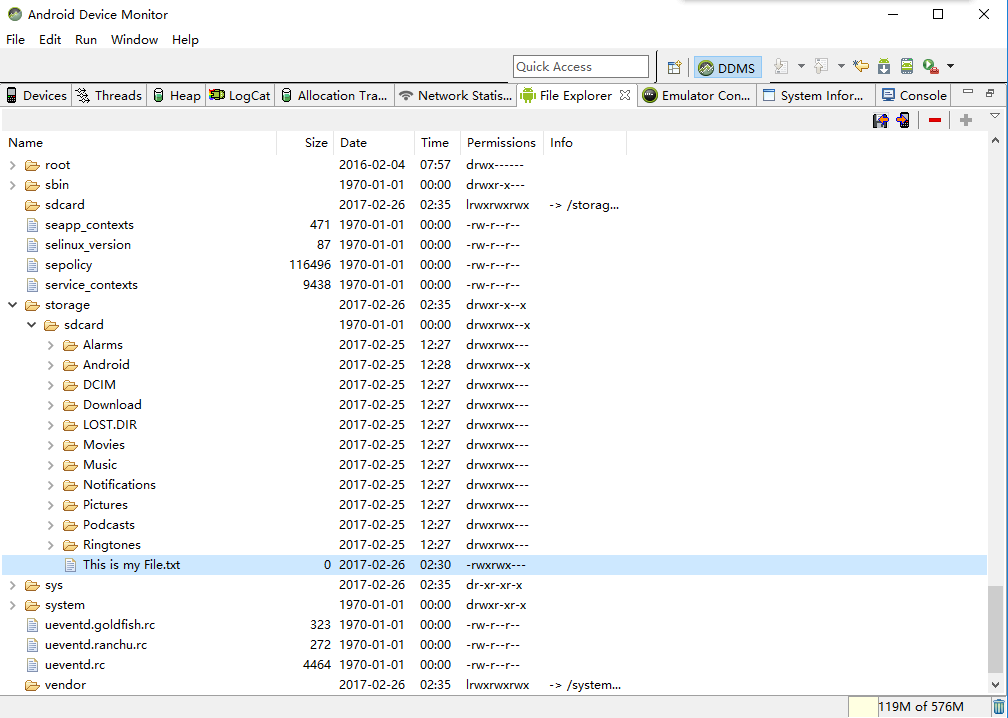 Android Device Monitor
File Edit Run Window Help
Quick Access DDMS
Devices Threads Heap LogCat Allocation Tra... Network Statis... File Explorer Emulator Con... System Infor... Console
Name Size Date Time Permissions Info
root 2016-02-04 07:57 drwx------
sbin 1970-01-01 00:00 drwxr-x---
sdcard 2017-02-26 02:35 lrwxrwxrwx -> /storag...
seapp_contexts 471 1970-01-01 00:00 -rw-r--r--
selinux_version 87 1970-01-01 00:00 -rw-r--r--
sepolicy 116496 1970-01-01 00:00 -rw-r--r--
service_contexts 9438 1970-01-01 00:00 -rw-r--r--
storage 2017-02-26 02:35 drwxr-x--x
sdcard 1970-01-01 00:00 drwxrwx--x
Alarms 2017-02-25 12:27 drwxrwx---
Android 2017-02-25 12:28 drwxrwx--x
DCIM 2017-02-25 12:27 drwxrwx---
Download 2017-02-25 12:27 drwxrwx---
LOST.DIR 2017-02-25 12:27 drwxrwx---
Movies 2017-02-25 12:27 drwxrwx---
Music 2017-02-25 12:27 drwxrwx---
Notifications 2017-02-25 12:27 drwxrwx---
Pictures 2017-02-25 12:27 drwxrwx---
Podcasts 2017-02-25 12:27 drwxrwx---
Ringtones 2017-02-25 12:27 drwxrwx---
This is my File.txt 0 2017-02-26 02:30 -rwxrwx---
sys 2017-02-26 02:35 dr-xr-xr-x
system 1970-01-01 00:00 drwxr-xr-x
ueventd.goldfish.rc 323 1970-01-01 00:00 -rw-r--r--
ueventd.ranchu.rc 272 1970-01-01 00:00 -rw-r--r--
ueventd.rc 4464 1970-01-01 00:00 -rw-r--r--
vendor 2017-02-26 02:35 lrwxrwxrwx -> /system...
119M of 576M